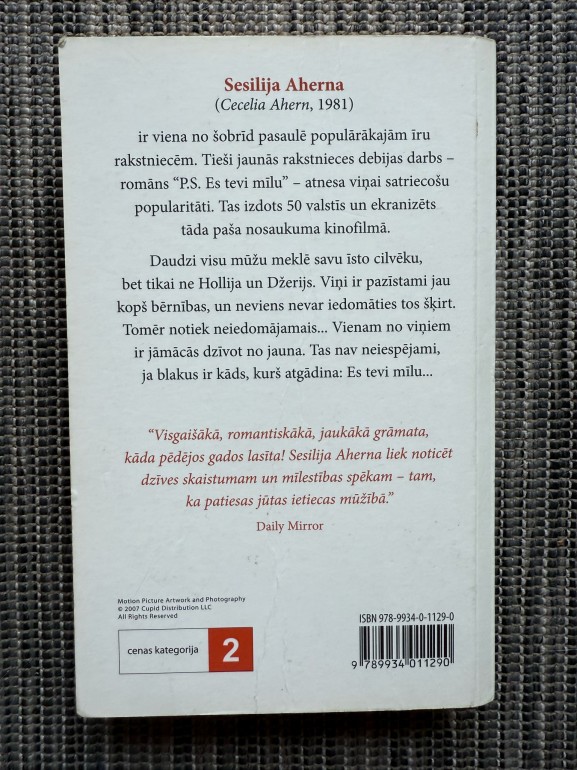 Sesilija Aherna
(Cecelia Ahern, 1981)
ir viena no šobrīd pasaulē populārākajām īru
rakstniecēm. Tieši jaunās rakstnieces debijas darbs –
romāns “P.S. Es tevi mīlu” – atnesa viņai satriecošu
popularitāti. Tas izdots 50 valstīs un ekranizēts
tāda paša nosaukuma kinofilmā.
Daudzi visu mūžu meklē savu īsto cilvēku,
bet tikai ne Hollija un Džerijs. Viņi ir pazīstami jau
kopš bērnības, un neviens nevar iedomāties tos šķirt.
Tomēr notiek neiedomājamais... Vienam no viņiem
ir jāmācās dzīvot no jauna. Tas nav neiespējami,
ja blakus ir kāds, kurš atgādina: Es tevi mīlu...
“Visgaišākā, romantiskākā, jaukākā grāmata,
kāda pēdējos gados lasīta! Sesilija Aherna liek noticēt
dzīves skaistumam un mīlestības spēkam – tam,
ka patiesas jūtas ietiecas mūžībā.”
Daily Mirror
Motion Picture Artwork and Photography
© 2007 Cupid Distribution LLC
All Rights Reserved
cenas kategorija 2
ISBN 978-9934-0-1129-0
9 789934 011290